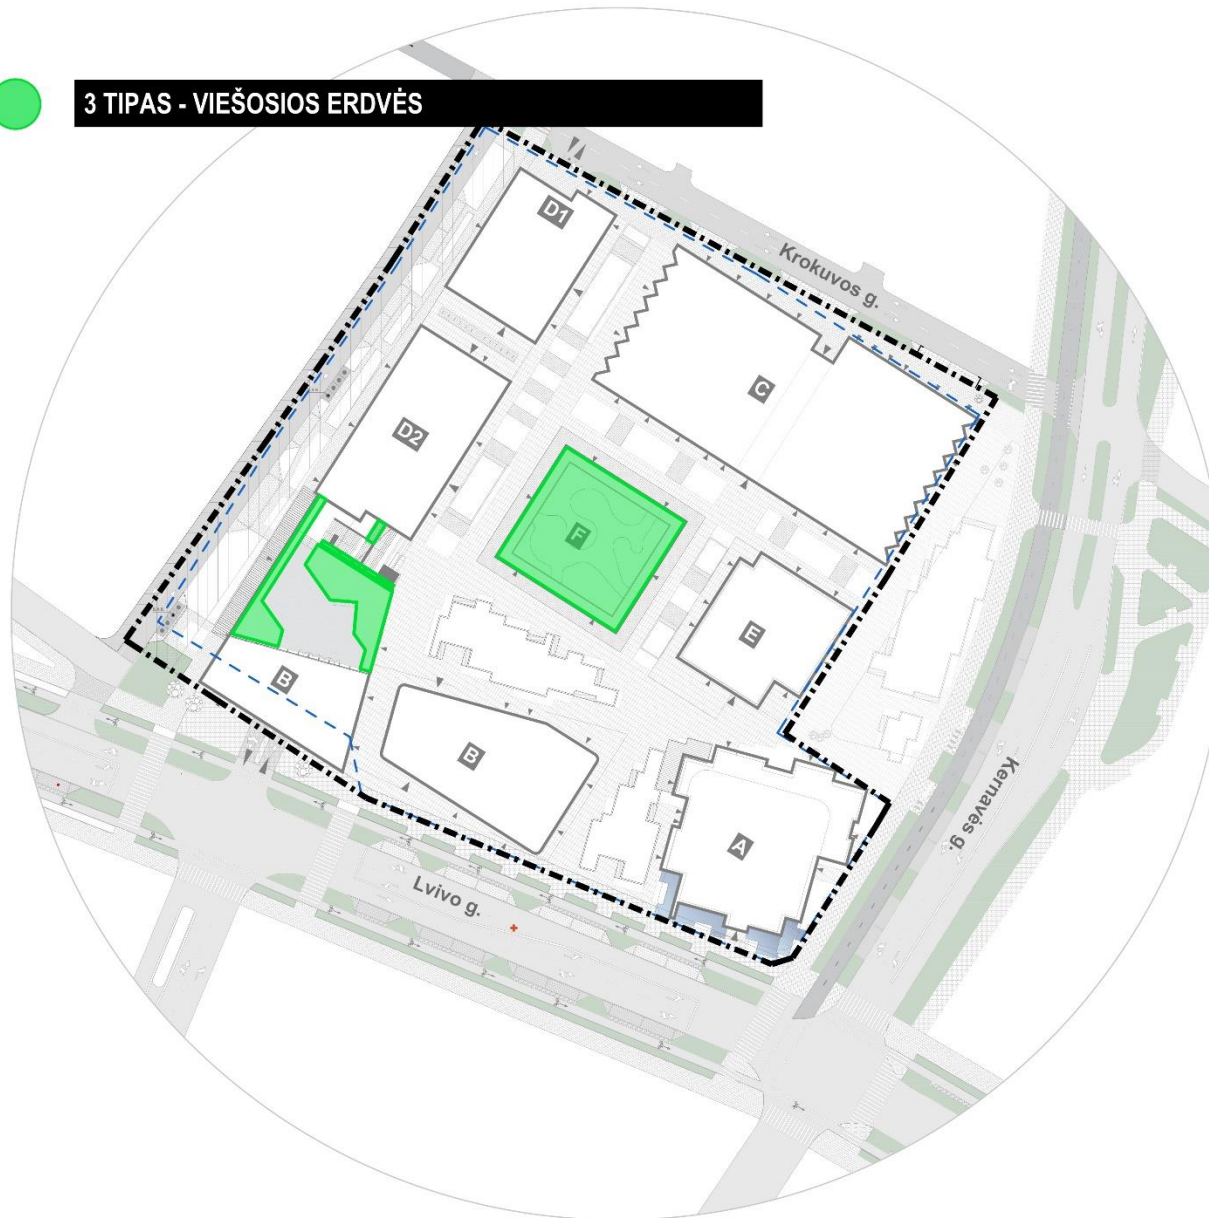 3 TIPAS - VIEŠOSIOS ERDVĖS
D1
Krokuvos g.
C
D2
F
E
B
B
A
Kernavės g.
Lvivo g.